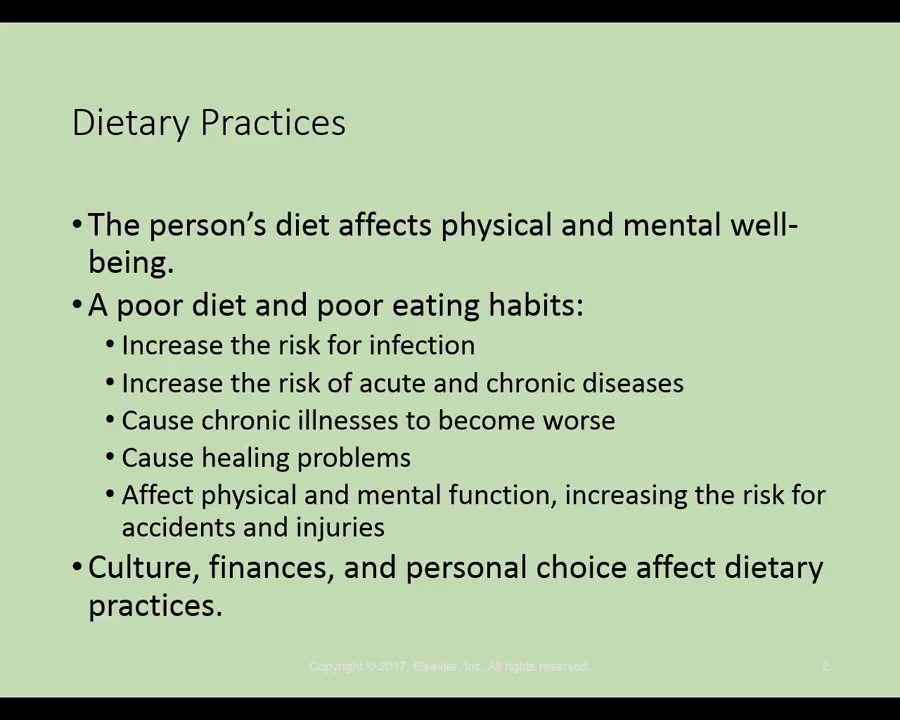 Dietary Practices
•The person’s diet affects physical and mental well-
being.
•A poor diet and poor eating habits:
•Increase the risk for infection
•Increase the risk of acute and chronic diseases
•Cause chronic illnesses to become worse
•Cause healing problems
•Affect physical and mental function, increasing the risk for
accidents and injuries
•Culture, finances, and personal choice affect dietary
practices.
Copyright © 2017, Elsevier, Inc. All rights reserved. 2